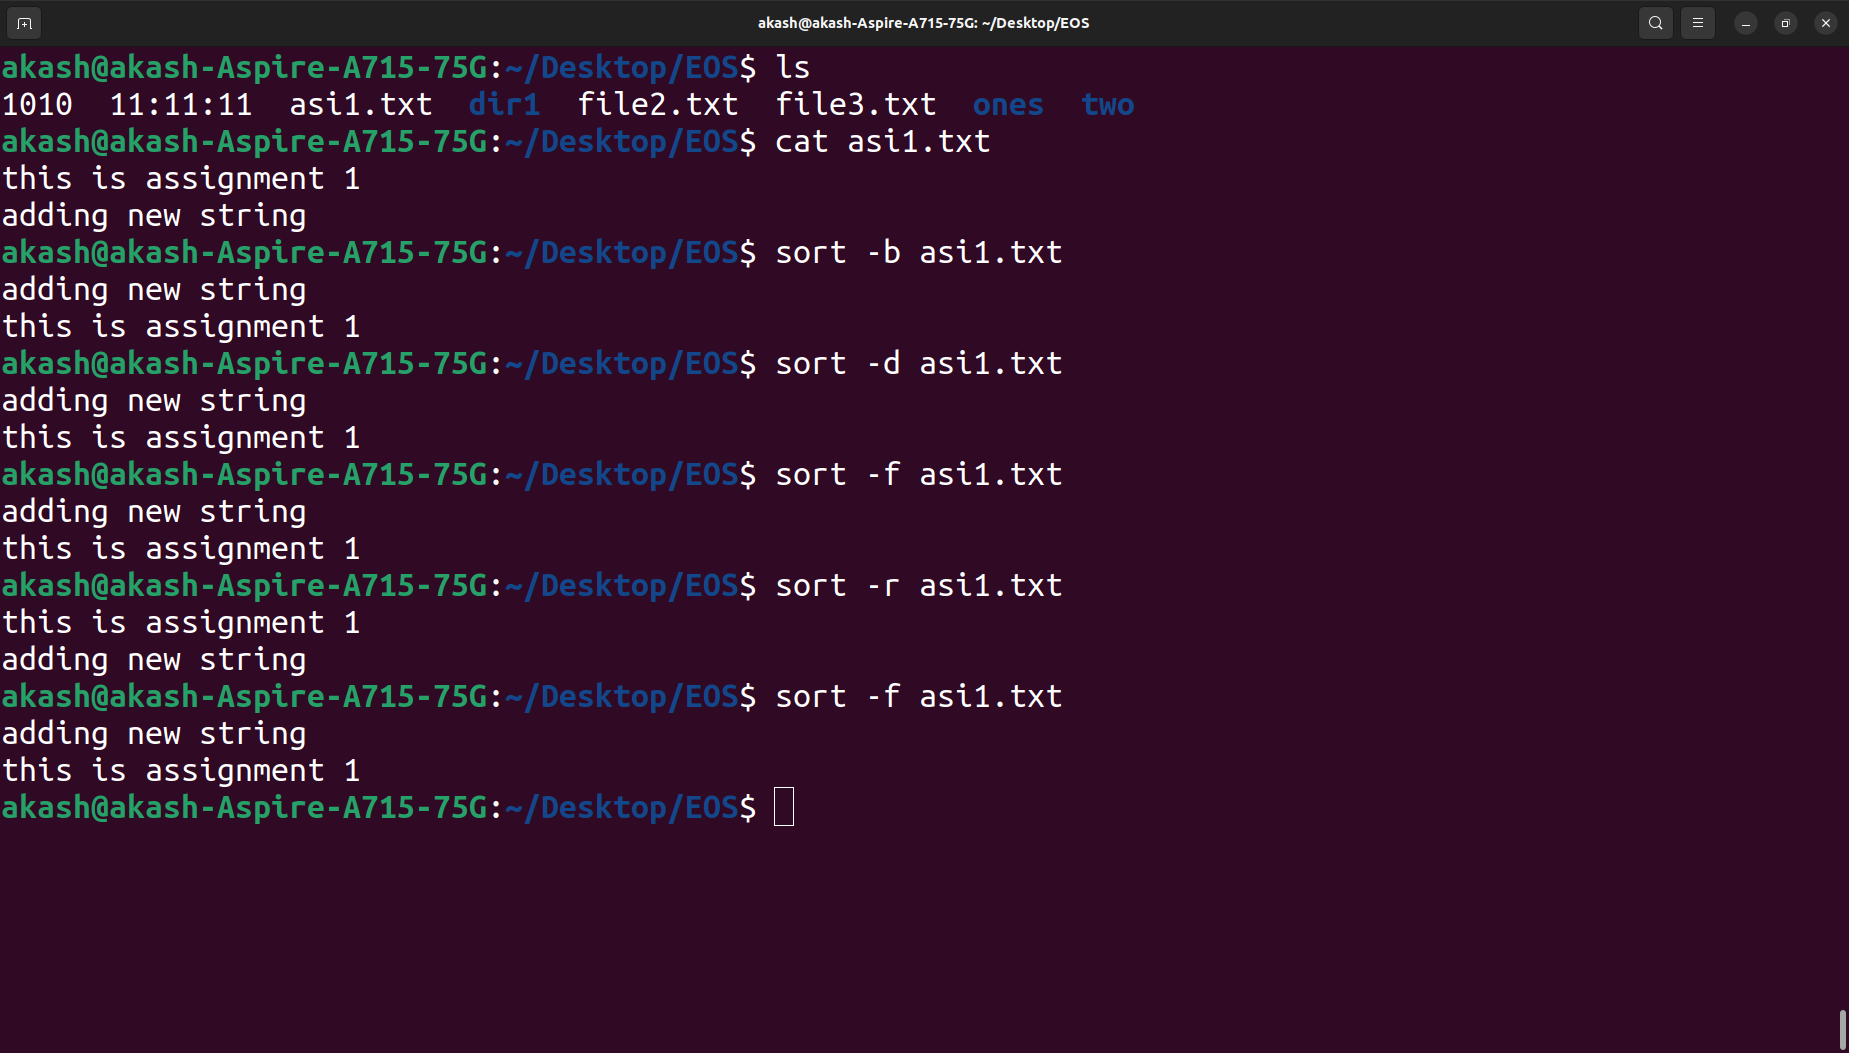 akash@akash-Aspire-A715-75G: ~/Desktop/EOS
akash@akash-Aspire-A715-75G:~/Desktop/EOS$ ls
1010  11:11:11  asi1.txt  dir1  file2.txt  file3.txt  ones  two
akash@akash-Aspire-A715-75G:~/Desktop/EOS$ cat asi1.txt
this is assignment 1
adding new string
akash@akash-Aspire-A715-75G:~/Desktop/EOS$ sort -b asi1.txt
adding new string
this is assignment 1
akash@akash-Aspire-A715-75G:~/Desktop/EOS$ sort -d asi1.txt
adding new string
this is assignment 1
akash@akash-Aspire-A715-75G:~/Desktop/EOS$ sort -f asi1.txt
adding new string
this is assignment 1
akash@akash-Aspire-A715-75G:~/Desktop/EOS$ sort -r asi1.txt
this is assignment 1
adding new string
akash@akash-Aspire-A715-75G:~/Desktop/EOS$ sort -f asi1.txt
adding new string
this is assignment 1
akash@akash-Aspire-A715-75G:~/Desktop/EOS$